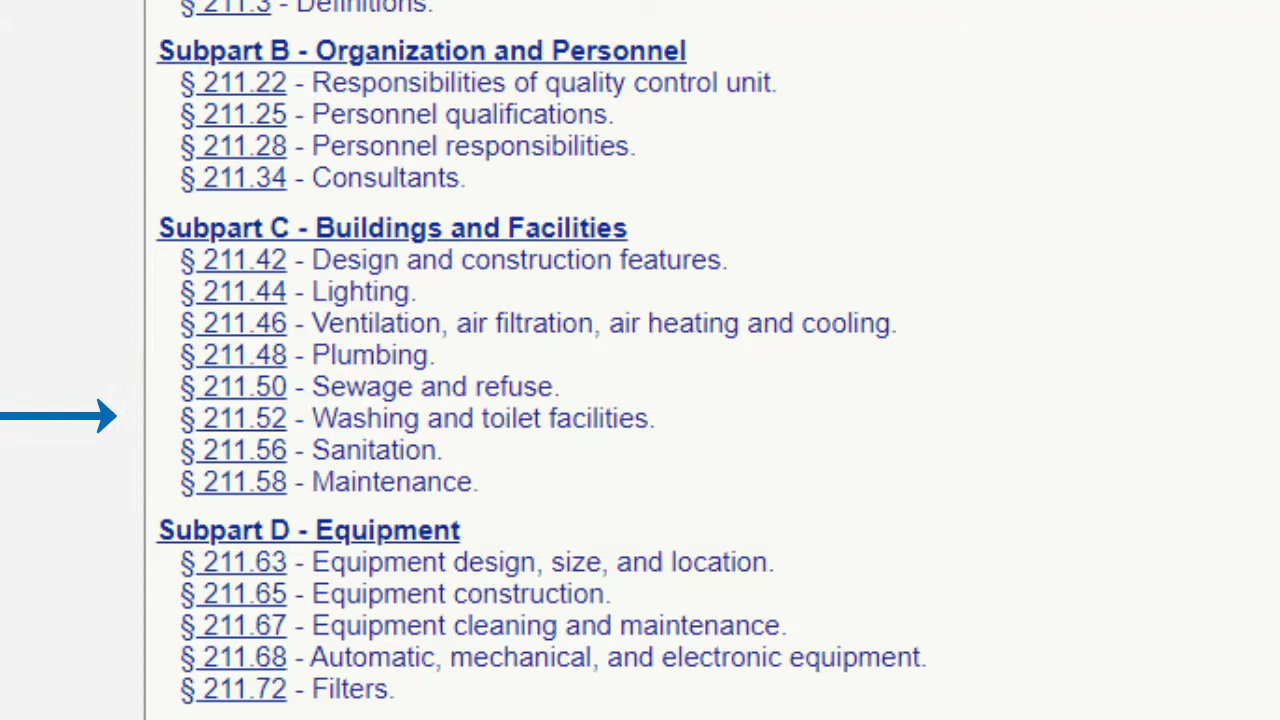 § 211.3 - Definitions.
Subpart B - Organization and Personnel
§ 211.22 - Responsibilities of quality control unit.
§ 211.25 - Personnel qualifications.
§ 211.28 - Personnel responsibilities.
§ 211.34 - Consultants.
Subpart C - Buildings and Facilities
§ 211.42 - Design and construction features.
§ 211.44 - Lighting.
§ 211.46 - Ventilation, air filtration, air heating and cooling.
§ 211.48 - Plumbing.
§ 211.50 - Sewage and refuse.
§ 211.52 - Washing and toilet facilities.
§ 211.56 - Sanitation.
§ 211.58 - Maintenance.
Subpart D - Equipment
§ 211.63 - Equipment design, size, and location.
§ 211.65 - Equipment construction.
§ 211.67 - Equipment cleaning and maintenance.
§ 211.68 - Automatic, mechanical, and electronic equipment.
§ 211.72 - Filters.